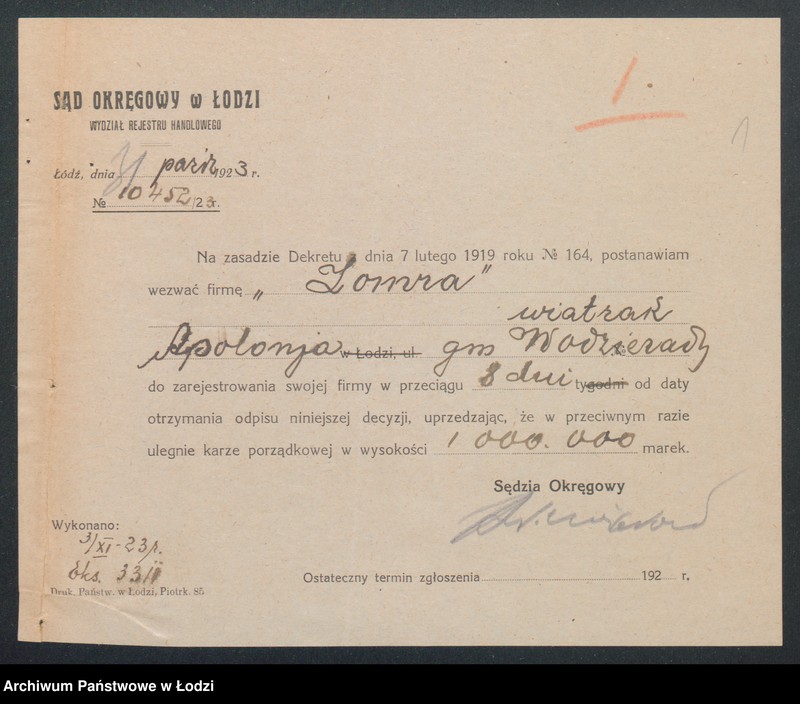 1.
1
SĄD OKRĘGOWY w ŁODZI
WYDZIAŁ REJESTRU HANDLOWEGO
Łódź, dnia 31 paźdz 1923 r.
№ 10452/23.
Na zasadzie Dekretu z dnia 7 lutego 1919 roku № 164, postanawiam
wezwać firmę „Zomra”
wiatrak
w Apolonja w Łodzi, ul. gm Wodzierady
do zarejestrowania swojej firmy w przeciągu 8 dni tygodni od daty
otrzymania odpisu niniejszej decyzji, uprzedzając, że w przeciwnym razie
ulegnie karze porządkowej w wysokości 1 000.000 marek.
Sędzia Okręgowy
Wykonano:
3/XI-23 r.
Eks. 33II
Druk. Państw. w Łodzi, Piotrk. 85
Ostateczny termin zgłoszenia 192 r.
Archiwum Państwowe w Łodzi